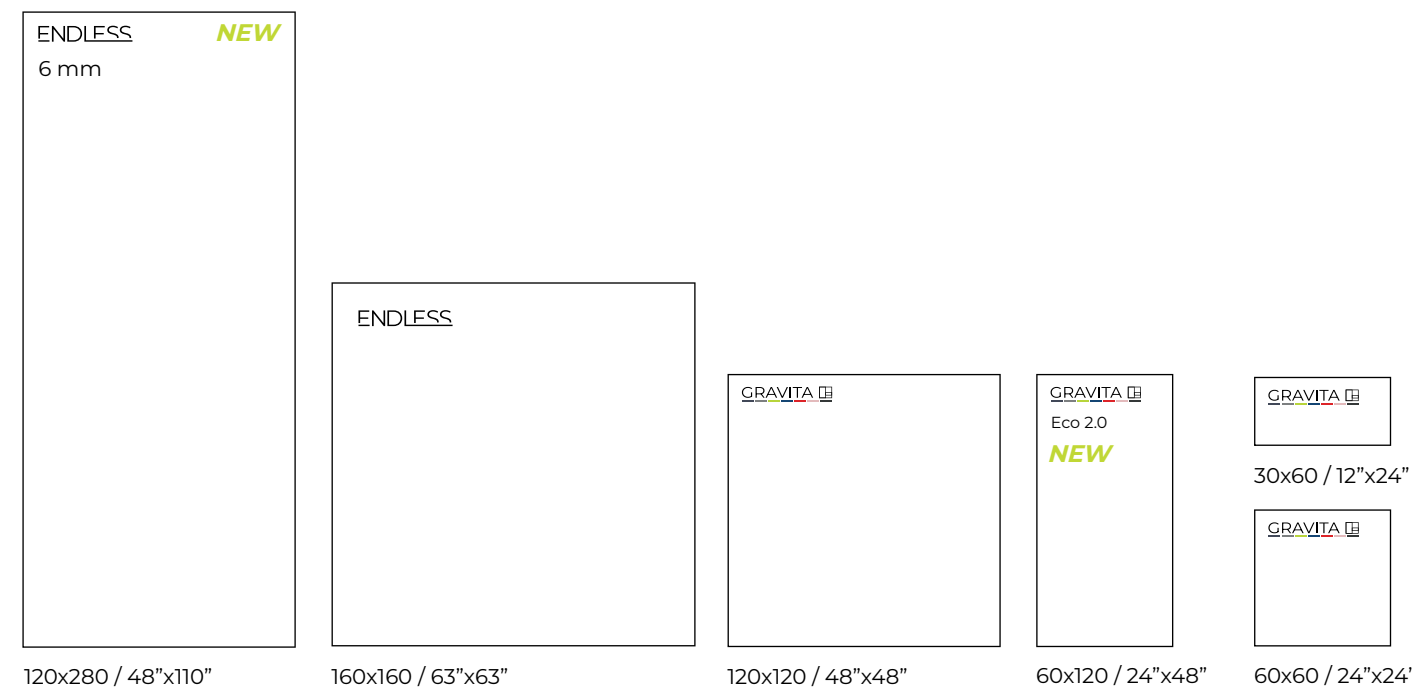 ENDLESS
NEW
6 mm
120x280 / 48”x110”
ENDLESS
160x160 / 63”x63”
GRAVITA
120x120 / 48”x48”
GRAVITA
Eco 2.0
NEW
60x120 / 24”x48”
GRAVITA
30x60 / 12”x24”
GRAVITA
60x60 / 24”x24”